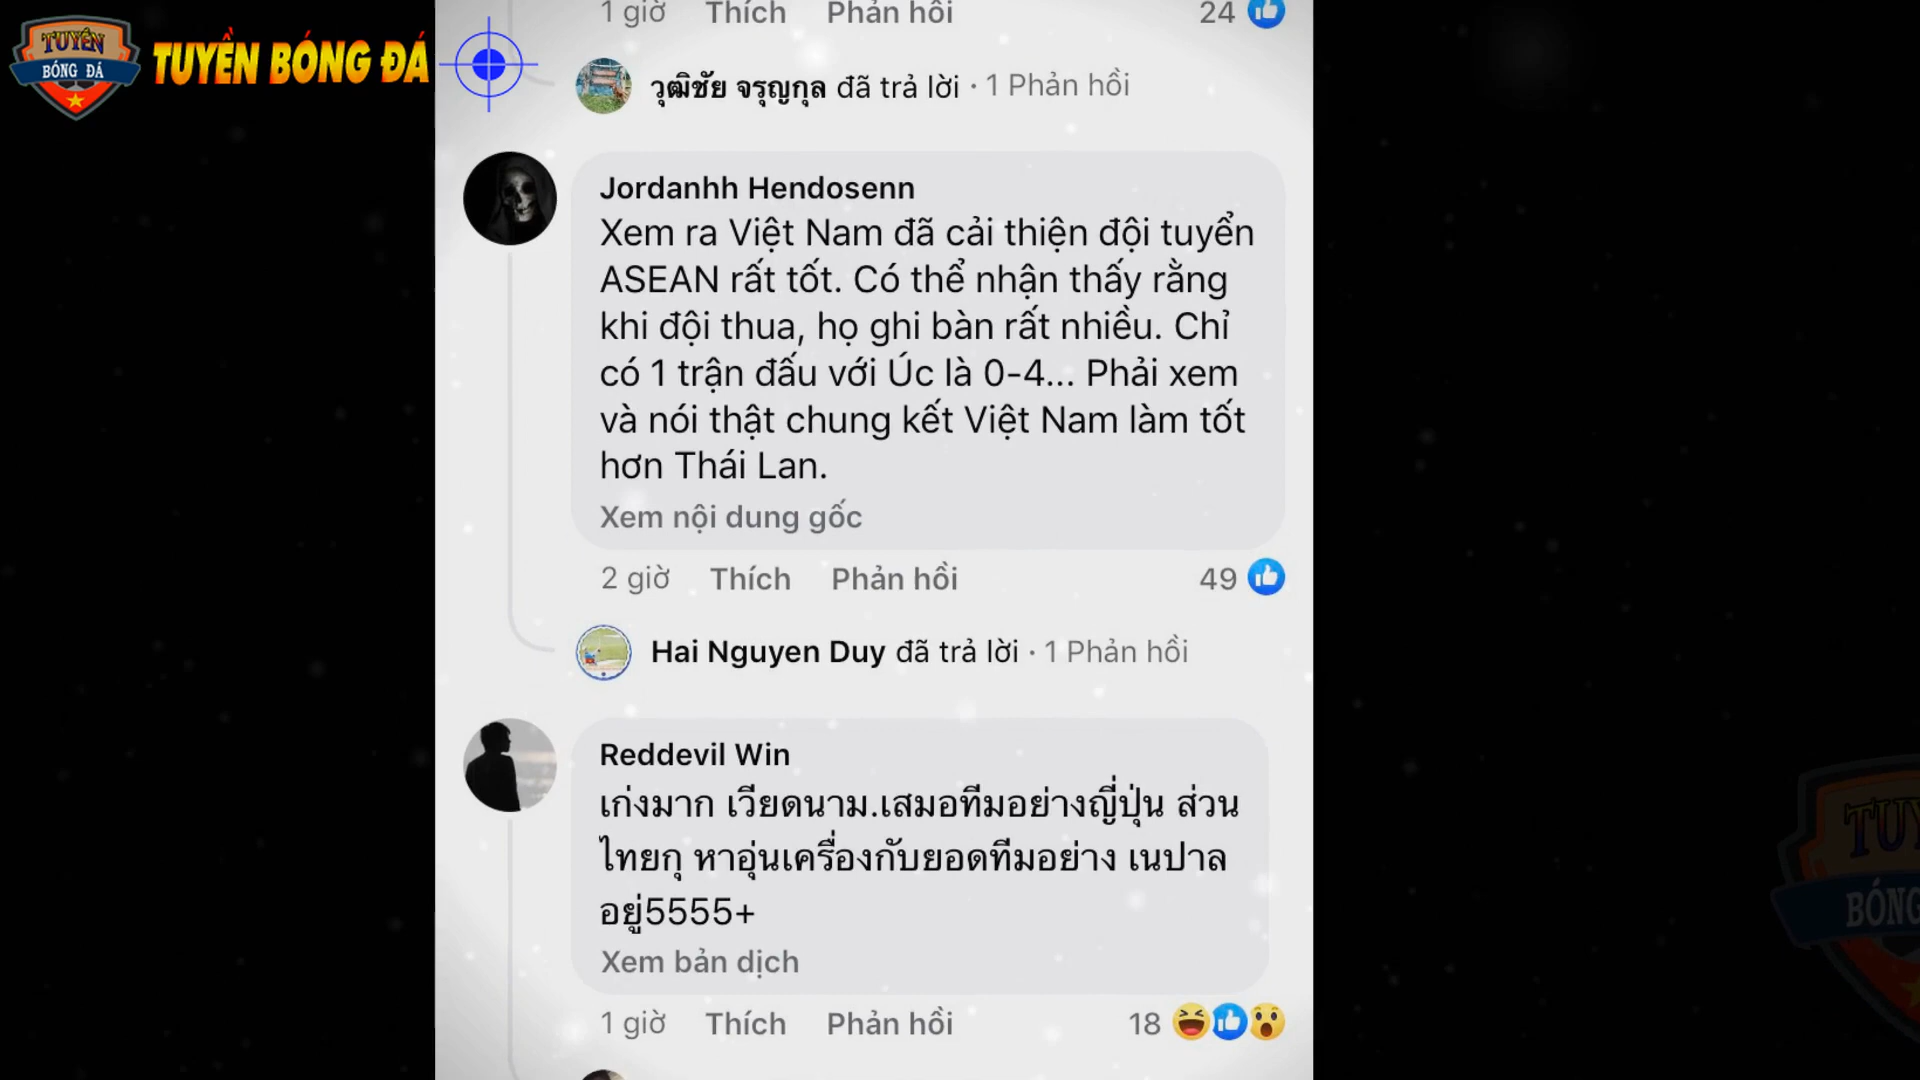 TUYỀN
BÓNG ĐÁ
TUYỀN BÓNG ĐÁ
1 giờ Thích Phản hồi 24
วุฒิชัย จรุญกุล đã trả lời · 1 Phản hồi
Jordanhh Hendosenn
Xem ra Việt Nam đã cải thiện đội tuyển
ASEAN rất tốt. Có thể nhận thấy rằng
khi đội thua, họ ghi bàn rất nhiều. Chỉ
có 1 trận đấu với Úc là 0-4... Phải xem
và nói thật chung kết Việt Nam làm tốt
hơn Thái Lan.
Xem nội dung gốc
2 giờ Thích Phản hồi 49
Hai Nguyen Duy đã trả lời · 1 Phản hồi
Reddevil Win
เก่งมาก เวียดนาม.เสมอทีมอย่างญี่ปุ่น ส่วน
ไทยกุ หาอุ่นเครื่องกับยอดทีมอย่าง เนปาล
อยู่5555+
Xem bản dịch
1 giờ Thích Phản hồi 18